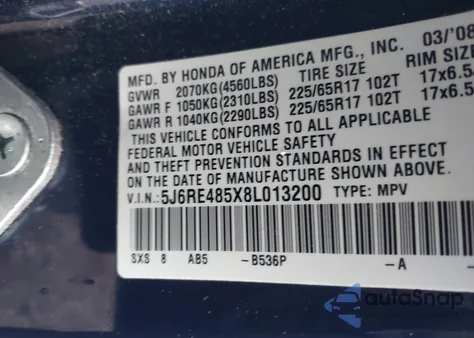 MFD. BY HONDA OF AMERICA MFG., INC. 03/08
GVWR 2070KG(4560LBS) TIRE SIZE RIM SIZE
GAWR F 1050KG(2310LBS) 225/65R17 102T 17x6.5
GAWR R 1040KG(2290LBS) 225/65R17 102T 17x6.5
THIS VEHICLE CONFORMS TO ALL APPLICABLE
FEDERAL MOTOR VEHICLE SAFETY
AND THEFT PREVENTION STANDARDS IN EFFECT
ON THE DATE OF MANUFACTURE SHOWN ABOVE.
V.I.N.:5J6RE485X8L013200 TYPE: MPV
SXS 8 AB5 -B536P -A -
autoSnap